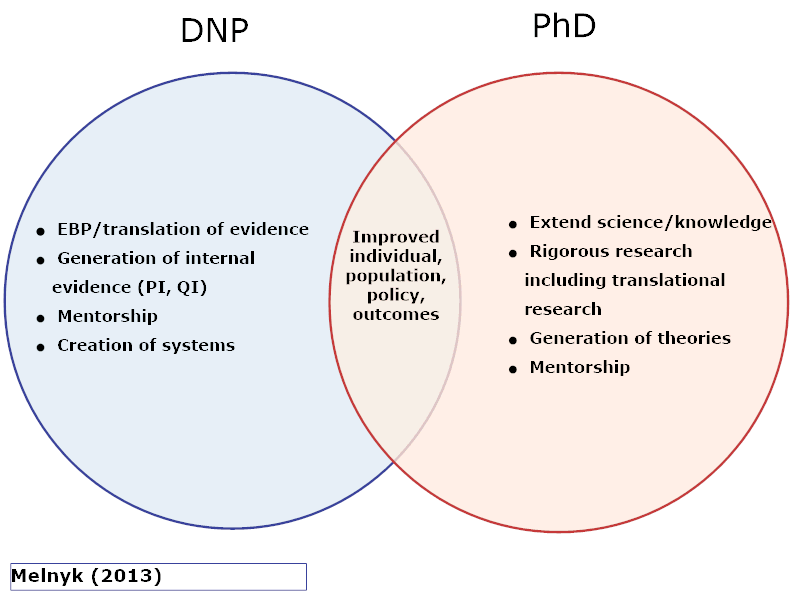 DNP
PhD
● EBP/translation of evidence
● Generation of internal
evidence (PI, QI)
● Mentorship
● Creation of systems
Improved
individual,
population,
policy,
outcomes
● Extend science/knowledge
● Rigorous research
including translational
research
● Generation of theories
● Mentorship
Melnyk (2013)